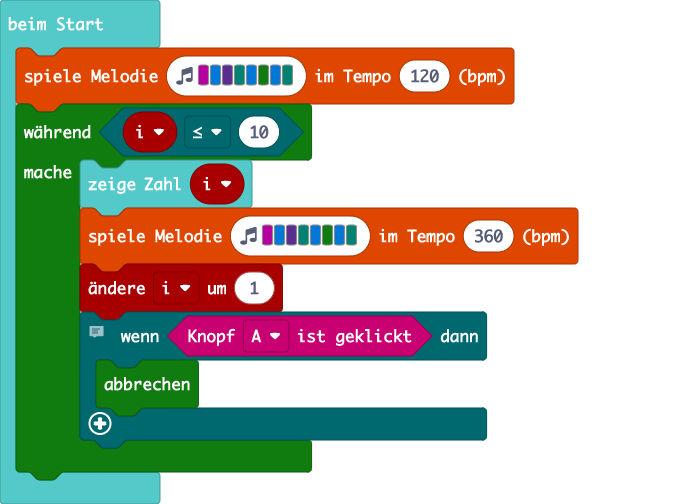 beim Start
spiele Melodie im Tempo 120 (bpm)
während i ≤ 10
mache
zeige Zahl i
spiele Melodie im Tempo 360 (bpm)
ändere i um 1
wenn Knopf A ist geklickt dann
abbrechen